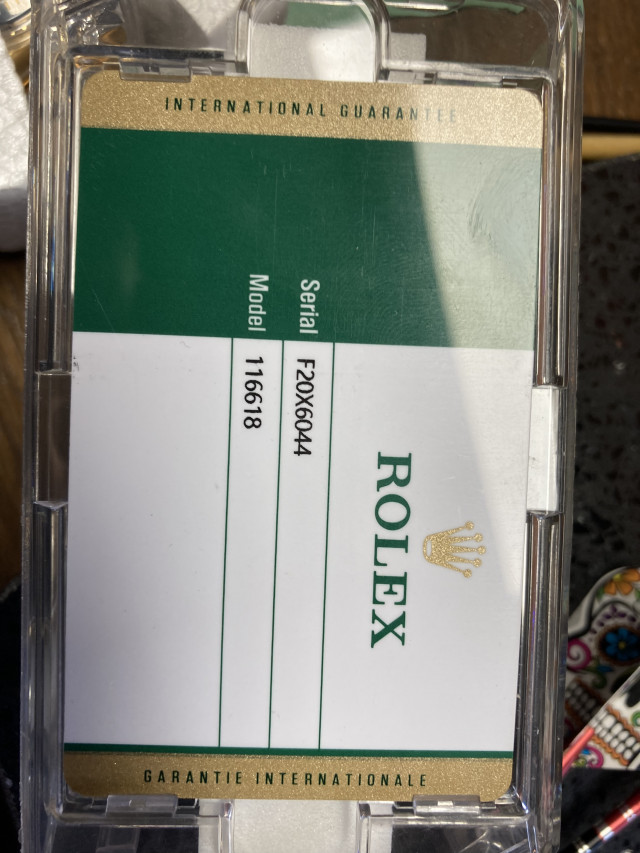 INTERNATIONAL GUARANTEE
ROLEX
Serial F20X6044
Model 116618
GARANTIE INTERNATIONALE